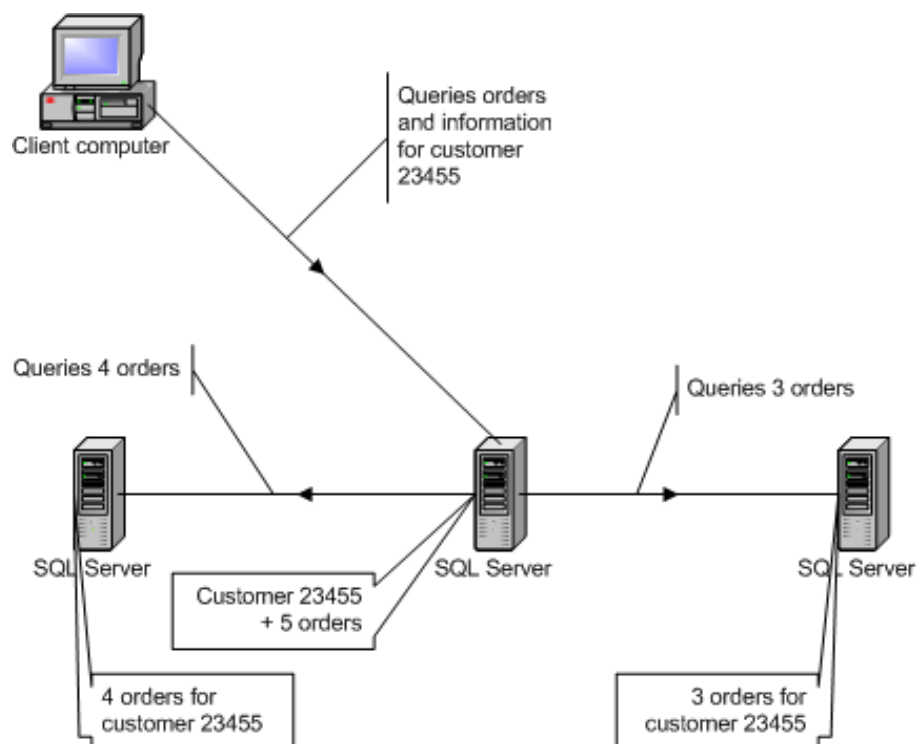 Queries orders
and information
for customer
23455
Client computer
Queries 4 orders
Queries 3 orders
SQL Server
SQL Server
SQL Server
Customer 23455
+ 5 orders
4 orders for
customer 23455
3 orders for
customer 23455